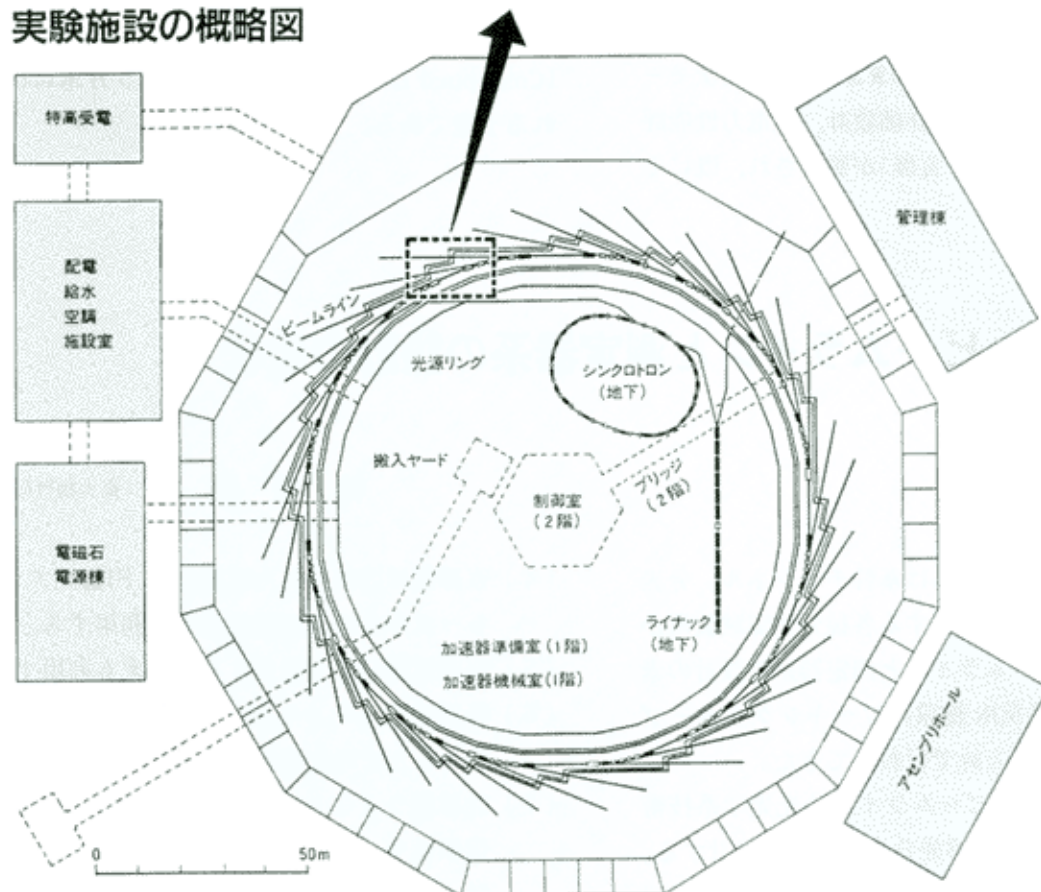 実験施設の概略図
特高受電
配電
給水
空調
施設室
電磁石
電源棟
管理棟
ビームライン
光源リング
シンクロトロン
(地下)
搬入ヤード
制御室
(2階)
ブリッジ
(2階)
ライナック
(地下)
加速器準備室(1階)
加速器機械室(1階)
アセンブリホール
0 50m